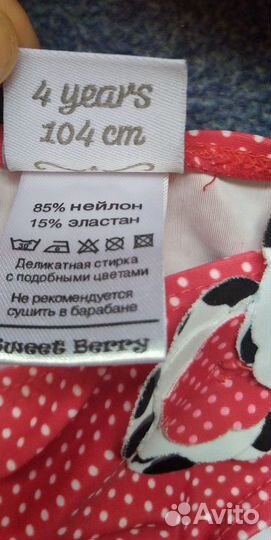 4 years
104 cm
85% нейлон
15% эластан
Деликатная стирка
с подобными цветами
Не рекомендуется
сушить в барабане
Sweet Berry
Avito